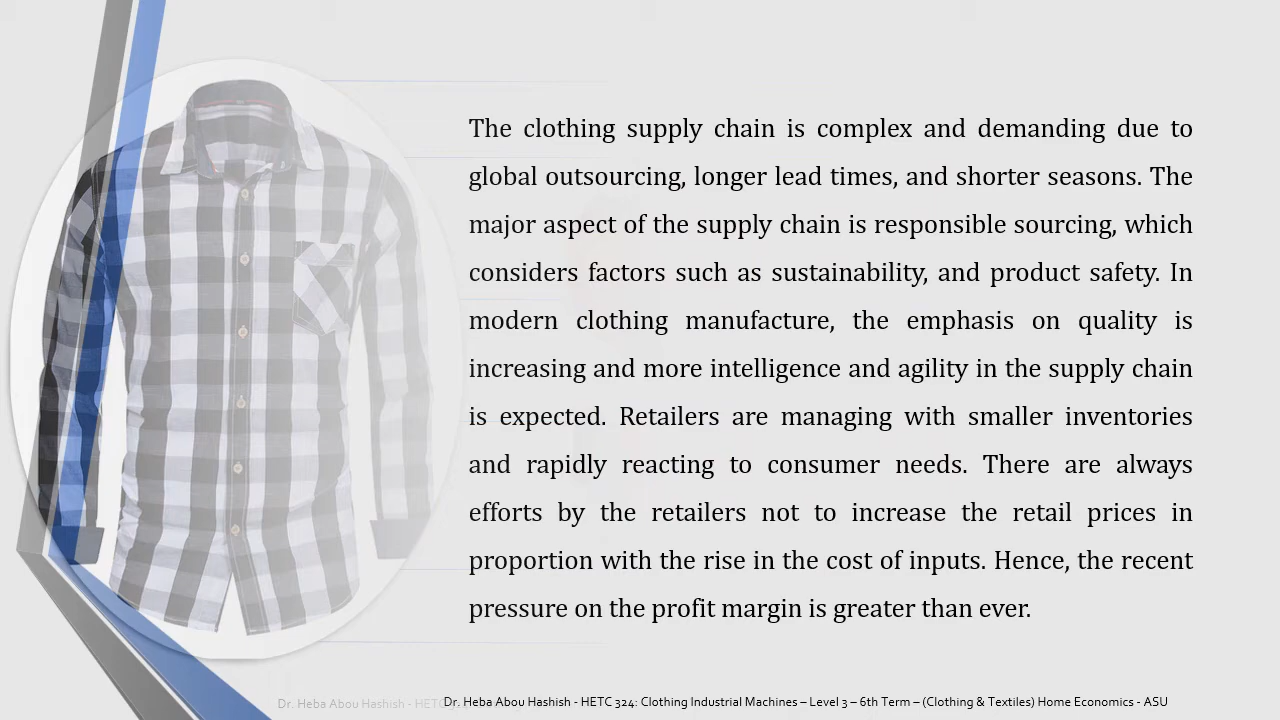 The clothing supply chain is complex and demanding due to
global outsourcing, longer lead times, and shorter seasons. The
major aspect of the supply chain is responsible sourcing, which
considers factors such as sustainability, and product safety. In
modern clothing manufacture, the emphasis on quality is
increasing and more intelligence and agility in the supply chain
is expected. Retailers are managing with smaller inventories
and rapidly reacting to consumer needs. There are always
efforts by the retailers not to increase the retail prices in
proportion with the rise in the cost of inputs. Hence, the recent
pressure on the profit margin is greater than ever.
Dr. Heba Abou Hashish - HETC
Dr. Heba Abou Hashish - HETC 324: Clothing Industrial Machines – Level 3 – 6th Term – (Clothing & Textiles) Home Economics - ASU